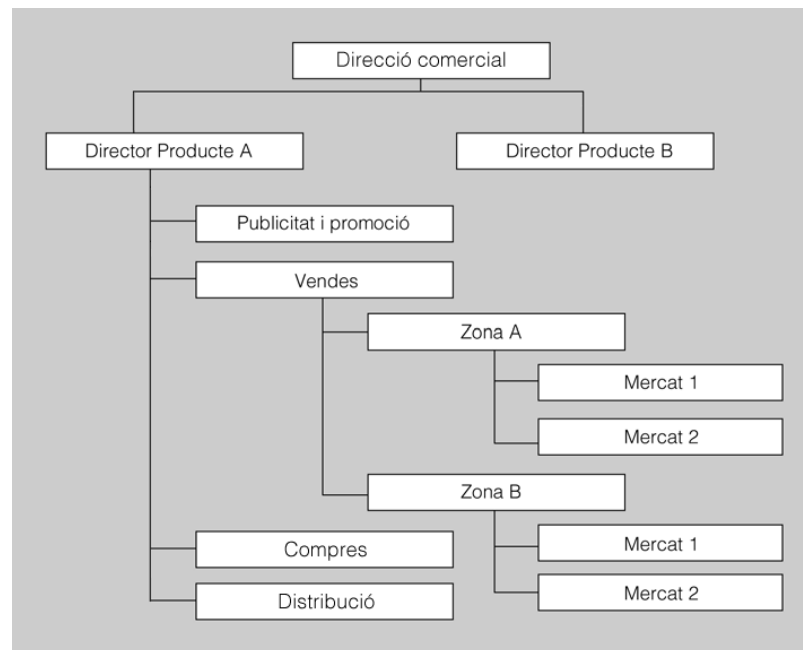 Direcció comercial
Director Producte A
Director Producte B
Publicitat i promoció
Vendes
Zona A
Mercat 1
Mercat 2
Zona B
Mercat 1
Mercat 2
Compres
Distribució